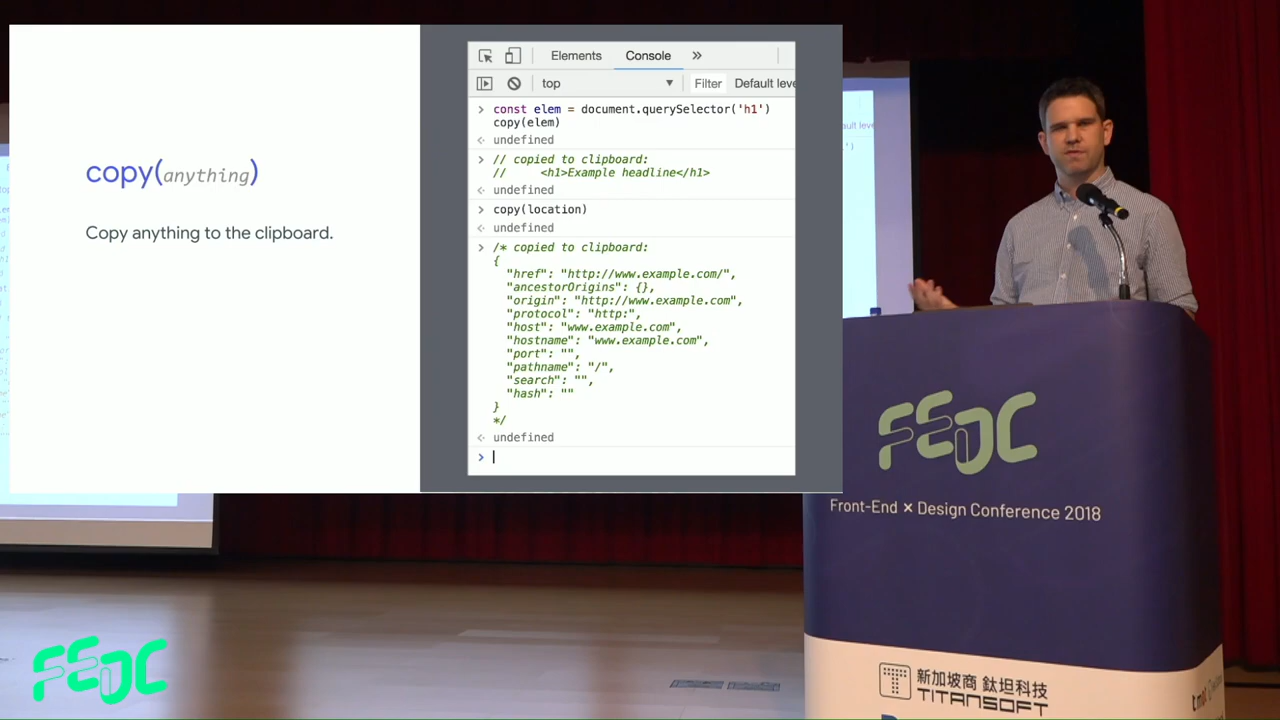 copy(anything)
Copy anything to the clipboard.
Elements Console »
top Filter Default leve
const elem = document.querySelector('h1')
copy(elem)
undefined
// copied to clipboard:
// <h1>Example headline</h1>
undefined
copy(location)
undefined
/* copied to clipboard:
{
"href": "http://www.example.com/",
"ancestorOrigins": {},
"origin": "http://www.example.com",
"protocol": "http:",
"host": "www.example.com",
"hostname": "www.example.com",
"port": "",
"pathname": "/",
"search": "",
"hash": ""
}
*/
undefined
FEDC
Front-End × Design Conference 2018
新加坡商 鈦坦科技
TITANSOFT
FEDC